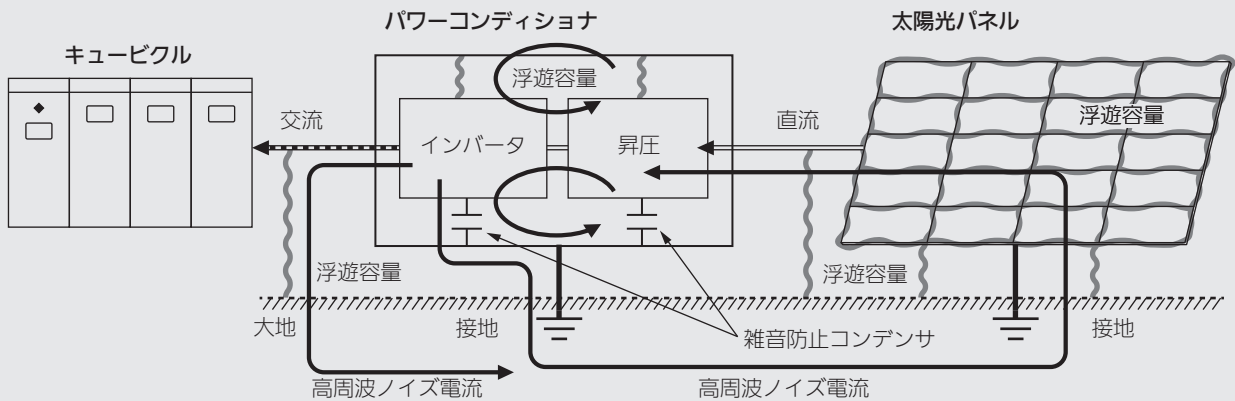 パワーコンディショナ
太陽光パネル
キュービクル
浮遊容量
浮遊容量
交流
直流
インバータ
昇圧
浮遊容量
浮遊容量
大地
接地
雑音防止コンデンサ
接地
高周波ノイズ電流
高周波ノイズ電流